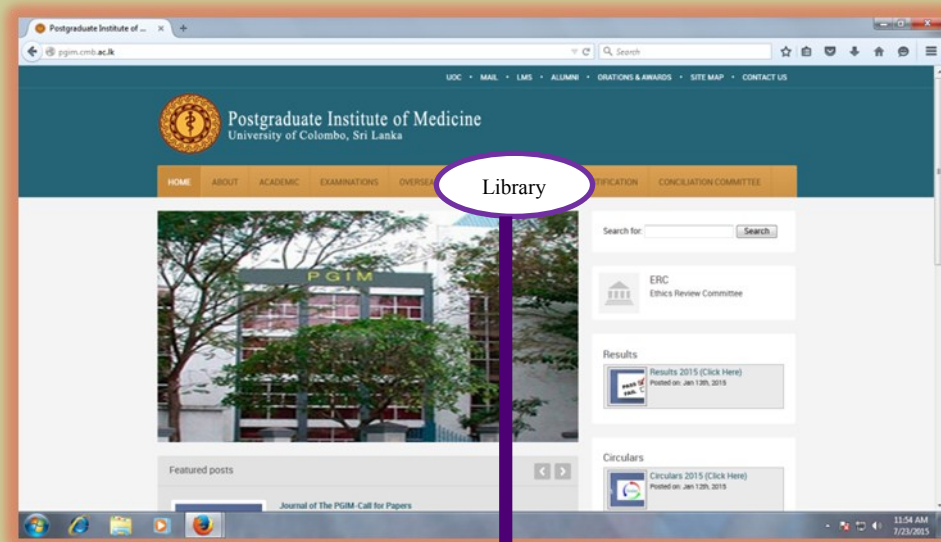 Postgraduate Institute of ...
pgim.cmb.ac.lk
Search
UOC • MAIL • LMS • ALUMNI • ORATIONS & AWARDS • SITE MAP • CONTACT US
Postgraduate Institute of Medicine
University of Colombo, Sri Lanka
HOME ABOUT ACADEMIC EXAMINATIONS CONCILIATION COMMITTEE
Library
PGIM
Search for: Search
ERC
Ethics Review Committee
Results
Results 2015 (Click Here)
Posted on: Jan 13th, 2015
PASS
FAIL
Circulars
Circulars 2015 (Click Here)
Posted on: Jan 12th, 2015
Featured posts
Journal of The PGIM-Call for Papers
11:54 AM
7/23/2015